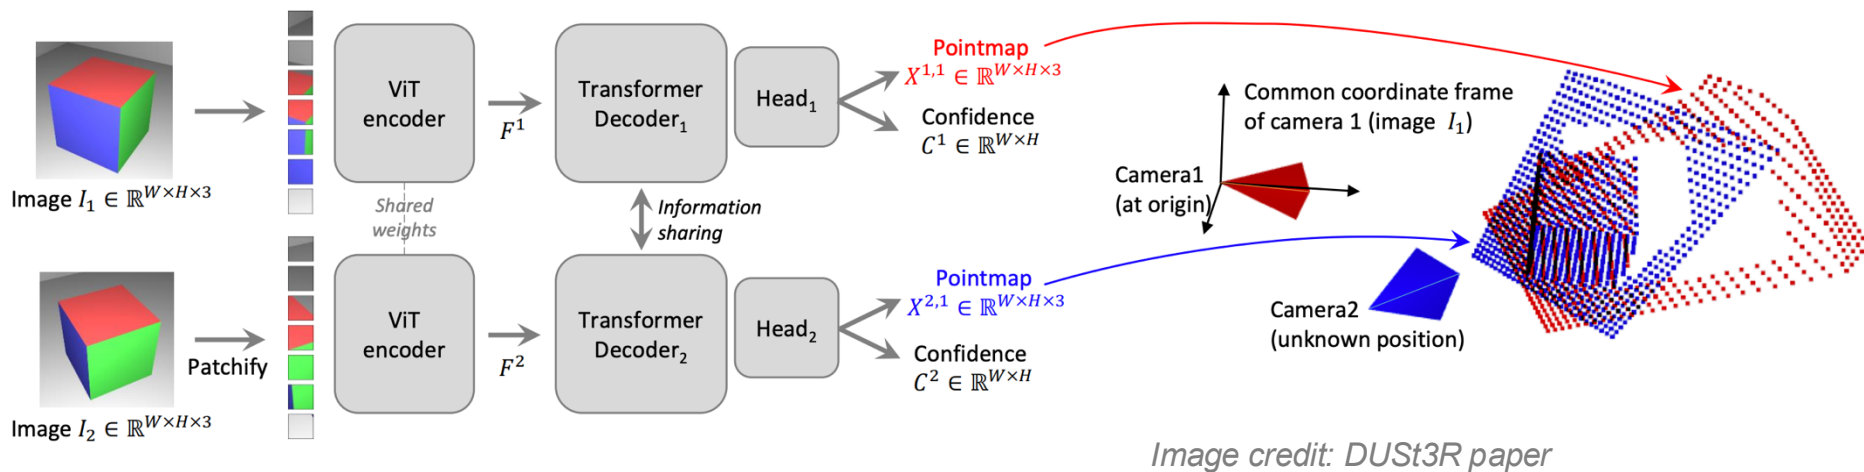 Image I₁ ∈ ℝ^{W×H×3}
ViT
encoder
F¹
Transformer
Decoder₁
Head₁
Pointmap
X^{1,1} ∈ ℝ^{W×H×3}
Confidence
C¹ ∈ ℝ^{W×H}
Shared
weights
Information
sharing
Patchify
Image I₂ ∈ ℝ^{W×H×3}
ViT
encoder
F²
Transformer
Decoder₂
Head₂
Pointmap
X^{2,1} ∈ ℝ^{W×H×3}
Confidence
C² ∈ ℝ^{W×H}
Common coordinate frame
of camera 1 (image I₁)
Camera1
(at origin)
Camera2
(unknown position)
Image credit: DUSt3R paper